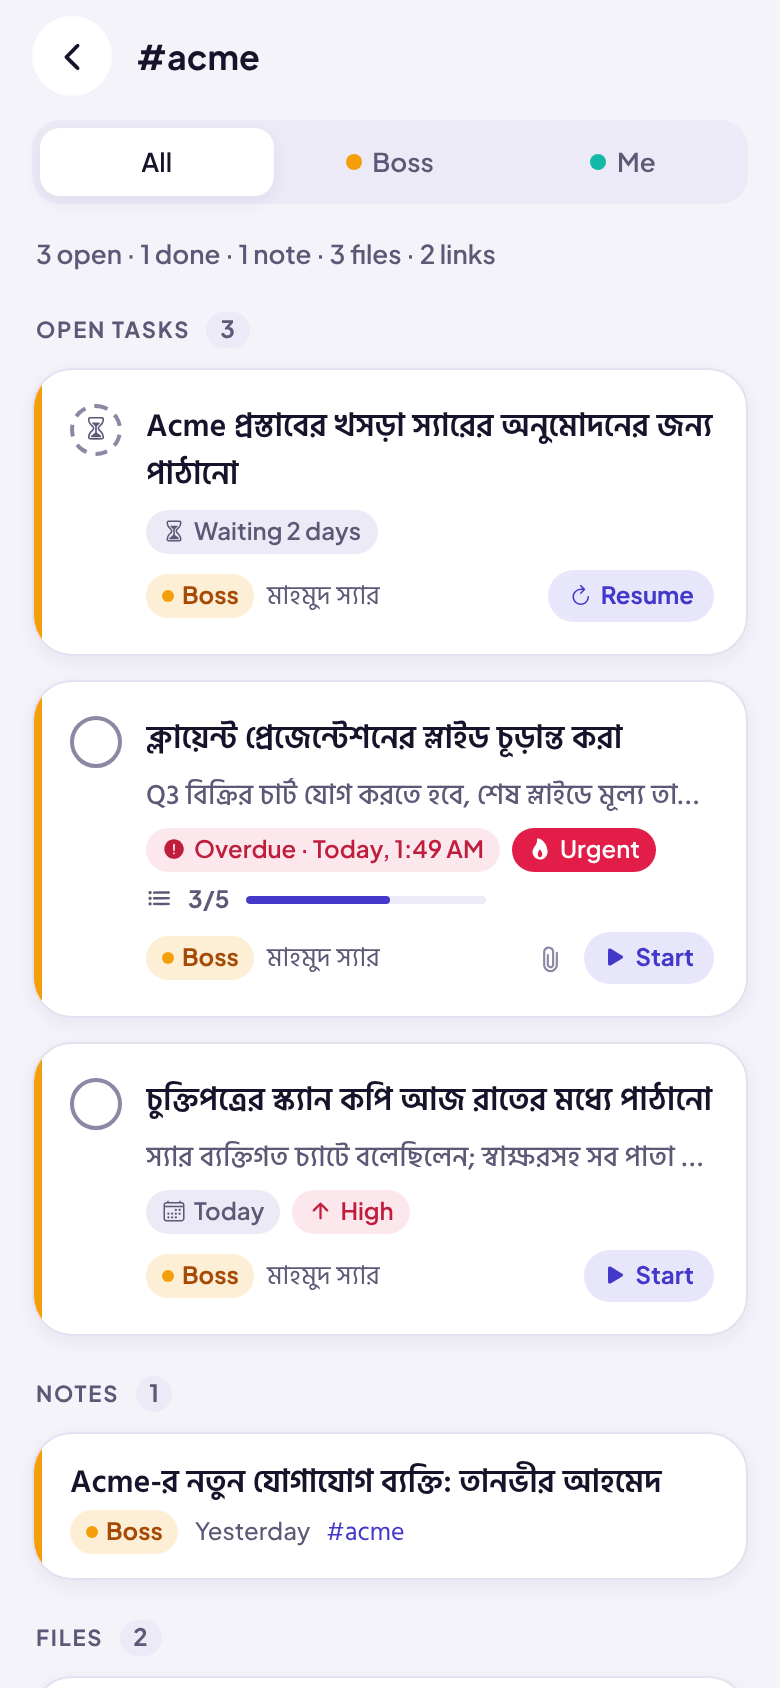 #acme
All
Boss
Me
3 open · 1 done · 1 note · 3 files · 2 links
OPEN TASKS 3
Acme প্রস্তাবের খসড়া স্যারের অনুমোদনের জন্য
পাঠানো
Waiting 2 days
Boss মাহমুদ স্যার
Resume
ক্লায়েন্ট প্রেজেন্টেশনের স্লাইড চূড়ান্ত করা
Q3 বিক্রির চার্ট যোগ করতে হবে, শেষ স্লাইডে মূল্য তা...
Overdue · Today, 1:49 AM
Urgent
3/5
Boss মাহমুদ স্যার
Start
চুক্তিপত্রের স্ক্যান কপি আজ রাতের মধ্যে পাঠানো
স্যার ব্যক্তিগত চ্যাটে বলেছিলেন; স্বাক্ষরসহ সব পাতা ...
Today
High
Boss মাহমুদ স্যার
Start
NOTES 1
Acme-র নতুন যোগাযোগ ব্যক্তি: তানভীর আহমেদ
Boss Yesterday #acme
FILES 2